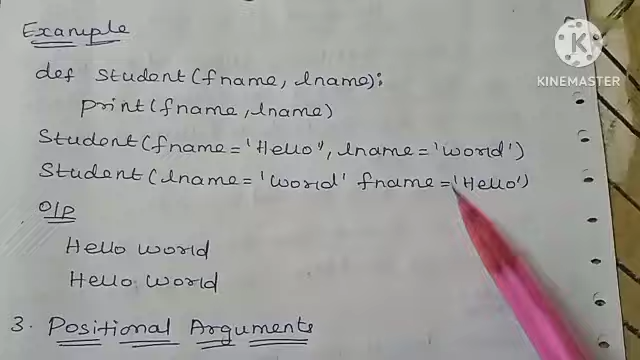 Example
def Student(fname, lname):
print(fname, lname)
Student(fname='Hello', lname='world')
Student(lname='world' fname='Hello')
O/P
Hello world
Hello world
3. Positional Arguments
K
KINEMASTER